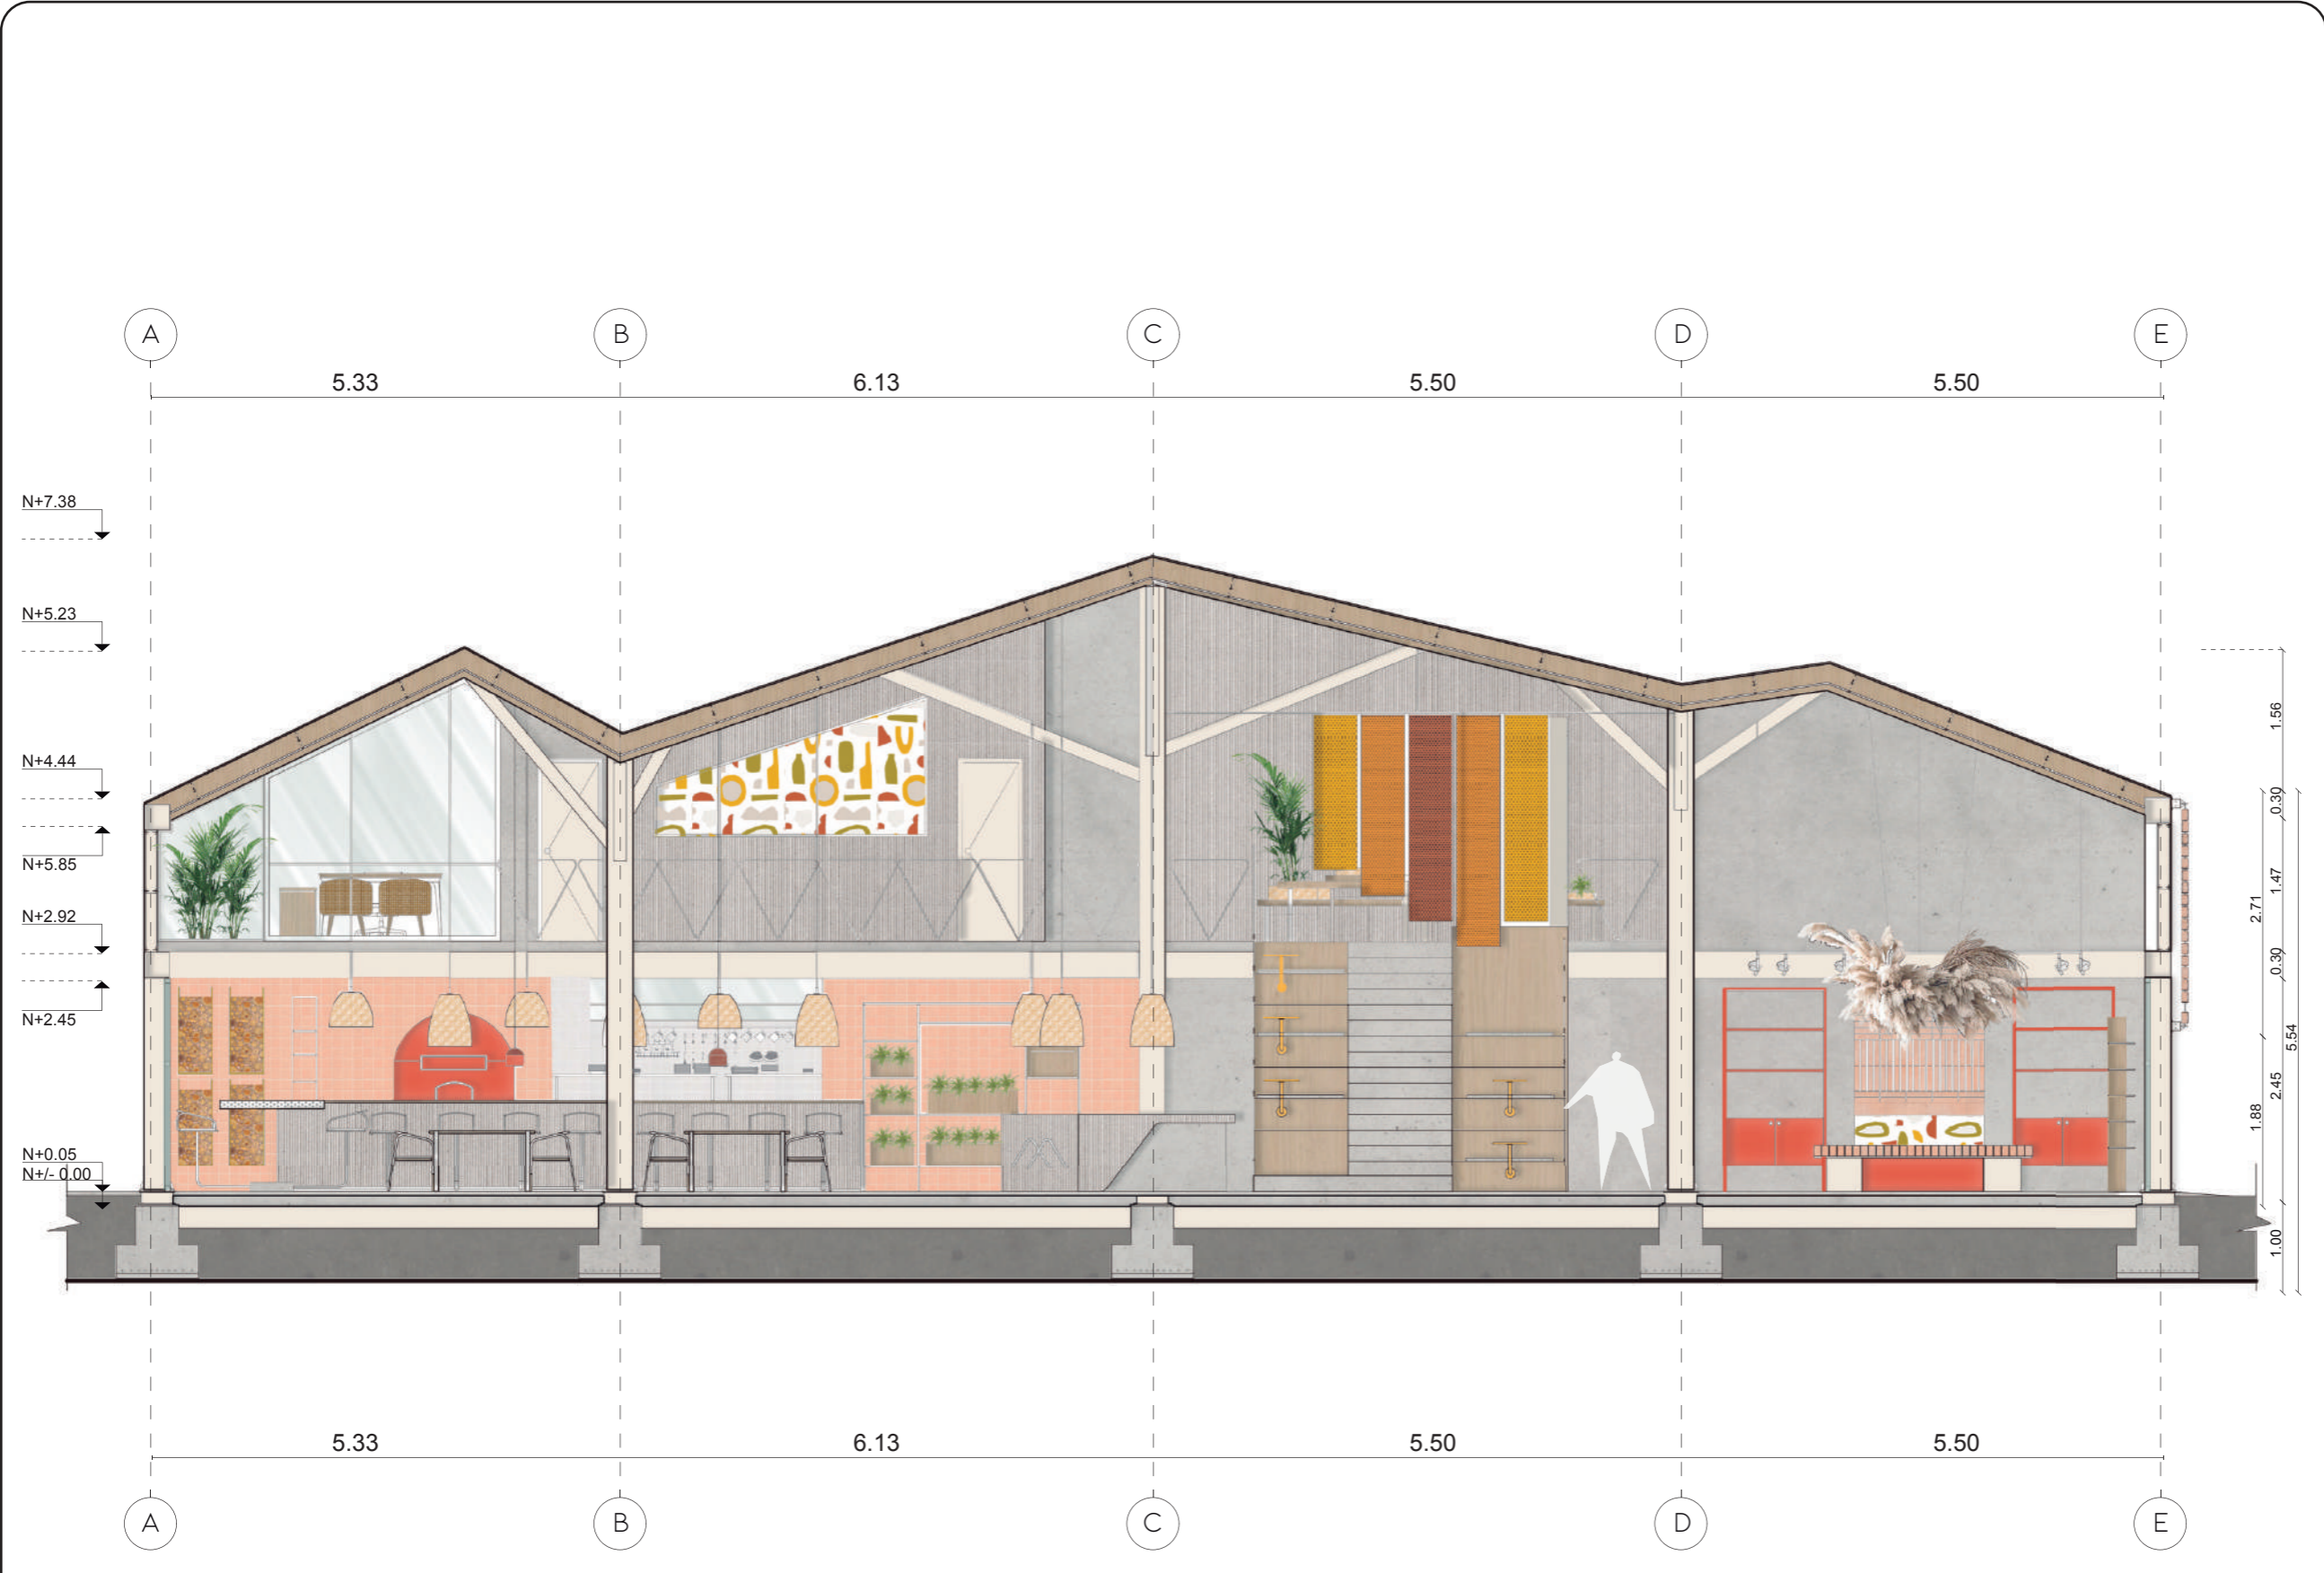 A B C D E
5.33 6.13 5.50 5.50
N+7.38
N+5.23
N+4.44
N+5.85
N+2.92
N+2.45
N+0.05
N+/- 0.00
1.56
0.30
1.47
2.71
0.30
5.54
2.45
1.88
1.00
5.33 6.13 5.50 5.50
A B C D E